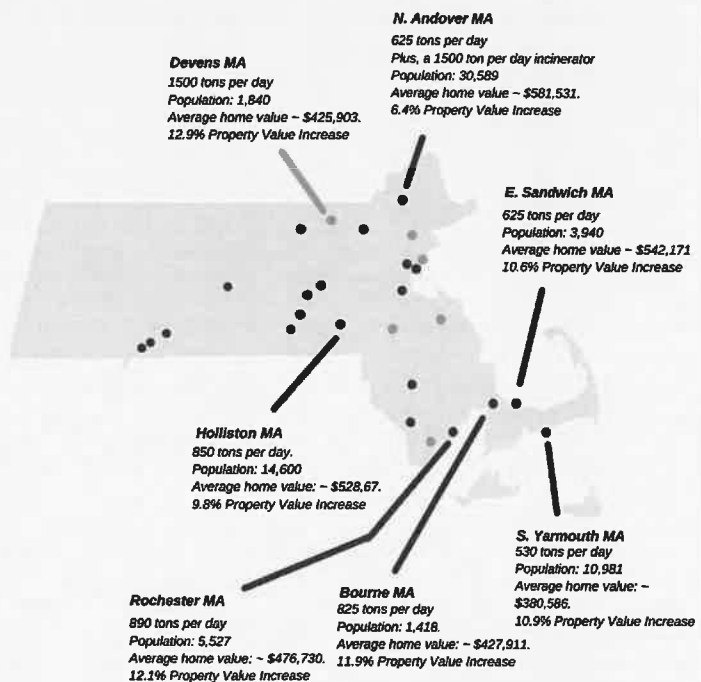 N. Andover MA
625 tons per day
Plus, a 1500 ton per day incinerator
Population: 30,589
Average home value ~ $581,531.
6.4% Property Value Increase
Devens MA
1500 tons per day
Population: 1,840
Average home value ~ $425,903.
12.9% Property Value Increase
E. Sandwich MA
625 tons per day
Population: 3,940
Average home value ~ $542,171
10.6% Property Value Increase
Holliston MA
850 tons per day.
Population: 14,600
Average home value: ~ $528,67.
9.8% Property Value Increase
S. Yarmouth MA
530 tons per day
Population: 10,981
Average home value: ~
$380,586.
10.9% Property Value Increase
Rochester MA
890 tons per day
Population: 5,527
Average home value: ~ $476,730.
12.1% Property Value Increase
Bourne MA
825 tons per day
Population: 1,418.
Average home value: ~ $427,911.
11.9% Property Value Increase